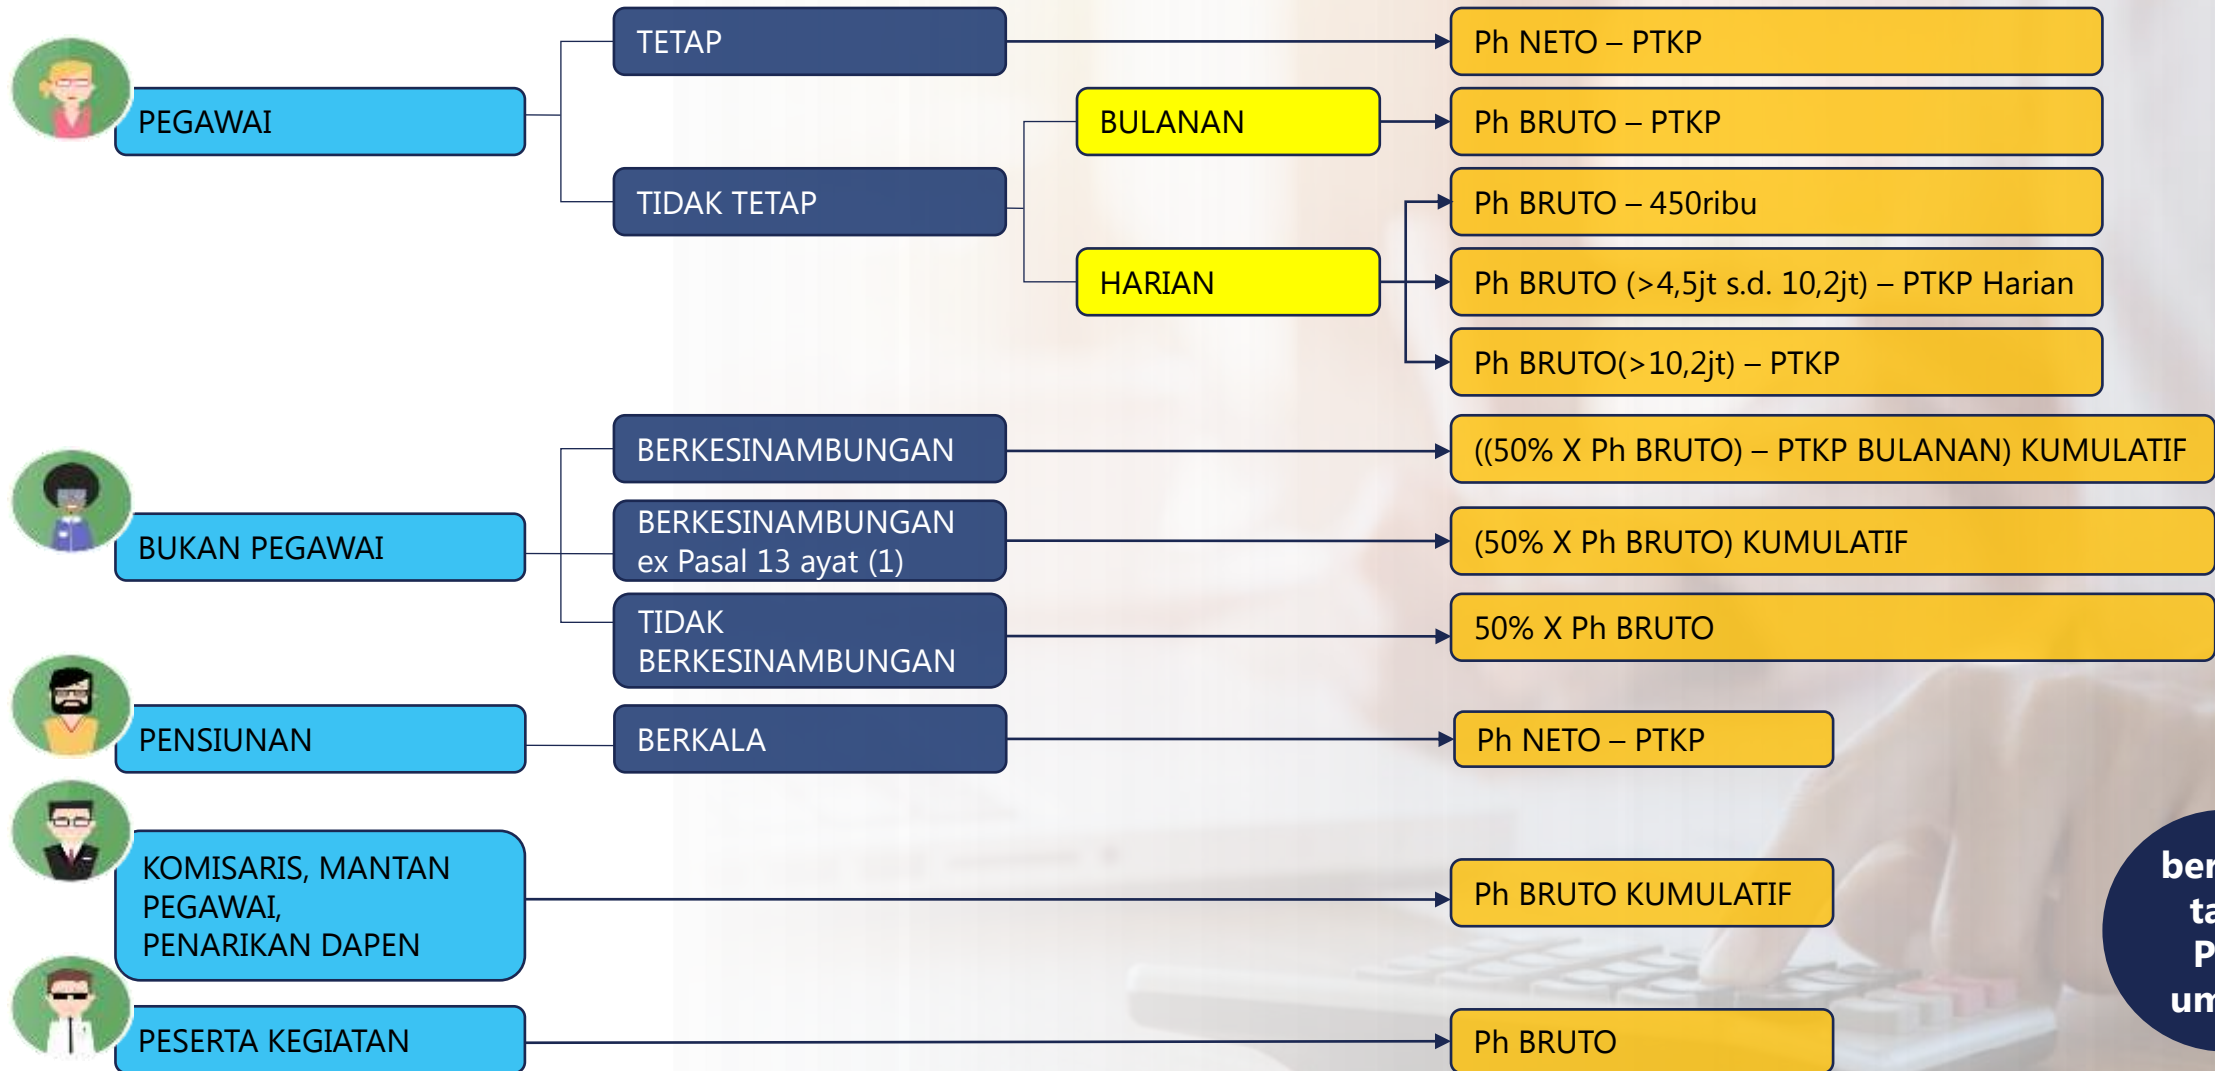 TETAP
Ph NETO – PTKP
PEGAWAI
BULANAN
Ph BRUTO – PTKP
TIDAK TETAP
Ph BRUTO – 450ribu
HARIAN
Ph BRUTO (>4,5jt s.d. 10,2jt) – PTKP Harian
Ph BRUTO(>10,2jt) – PTKP
BERKESINAMBUNGAN
((50% X Ph BRUTO) – PTKP BULANAN) KUMULATIF
BUKAN PEGAWAI
BERKESINAMBUNGAN
ex Pasal 13 ayat (1)
(50% X Ph BRUTO) KUMULATIF
TIDAK
BERKESINAMBUNGAN
50% X Ph BRUTO
PENSIUNAN
BERKALA
Ph NETO – PTKP
KOMISARIS, MANTAN
PEGAWAI,
PENARIKAN DAPEN
Ph BRUTO KUMULATIF
PESERTA KEGIATAN
Ph BRUTO